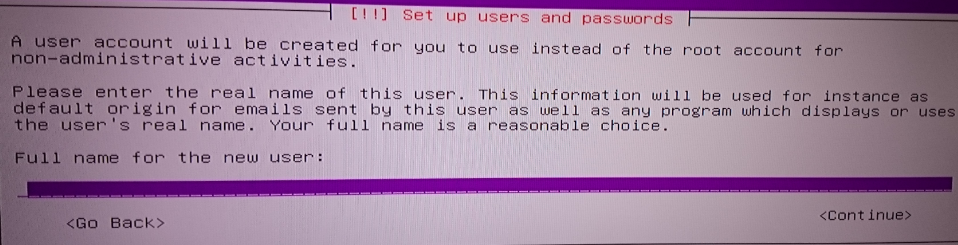 [!!] Set up users and passwords
A user account will be created for you to use instead of the root account for
non-administrative activities.
Please enter the real name of this user. This information will be used for instance as
default origin for emails sent by this user as well as any program which displays or uses
the user's real name. Your full name is a reasonable choice.
Full name for the new user:
<Go Back> <Continue>